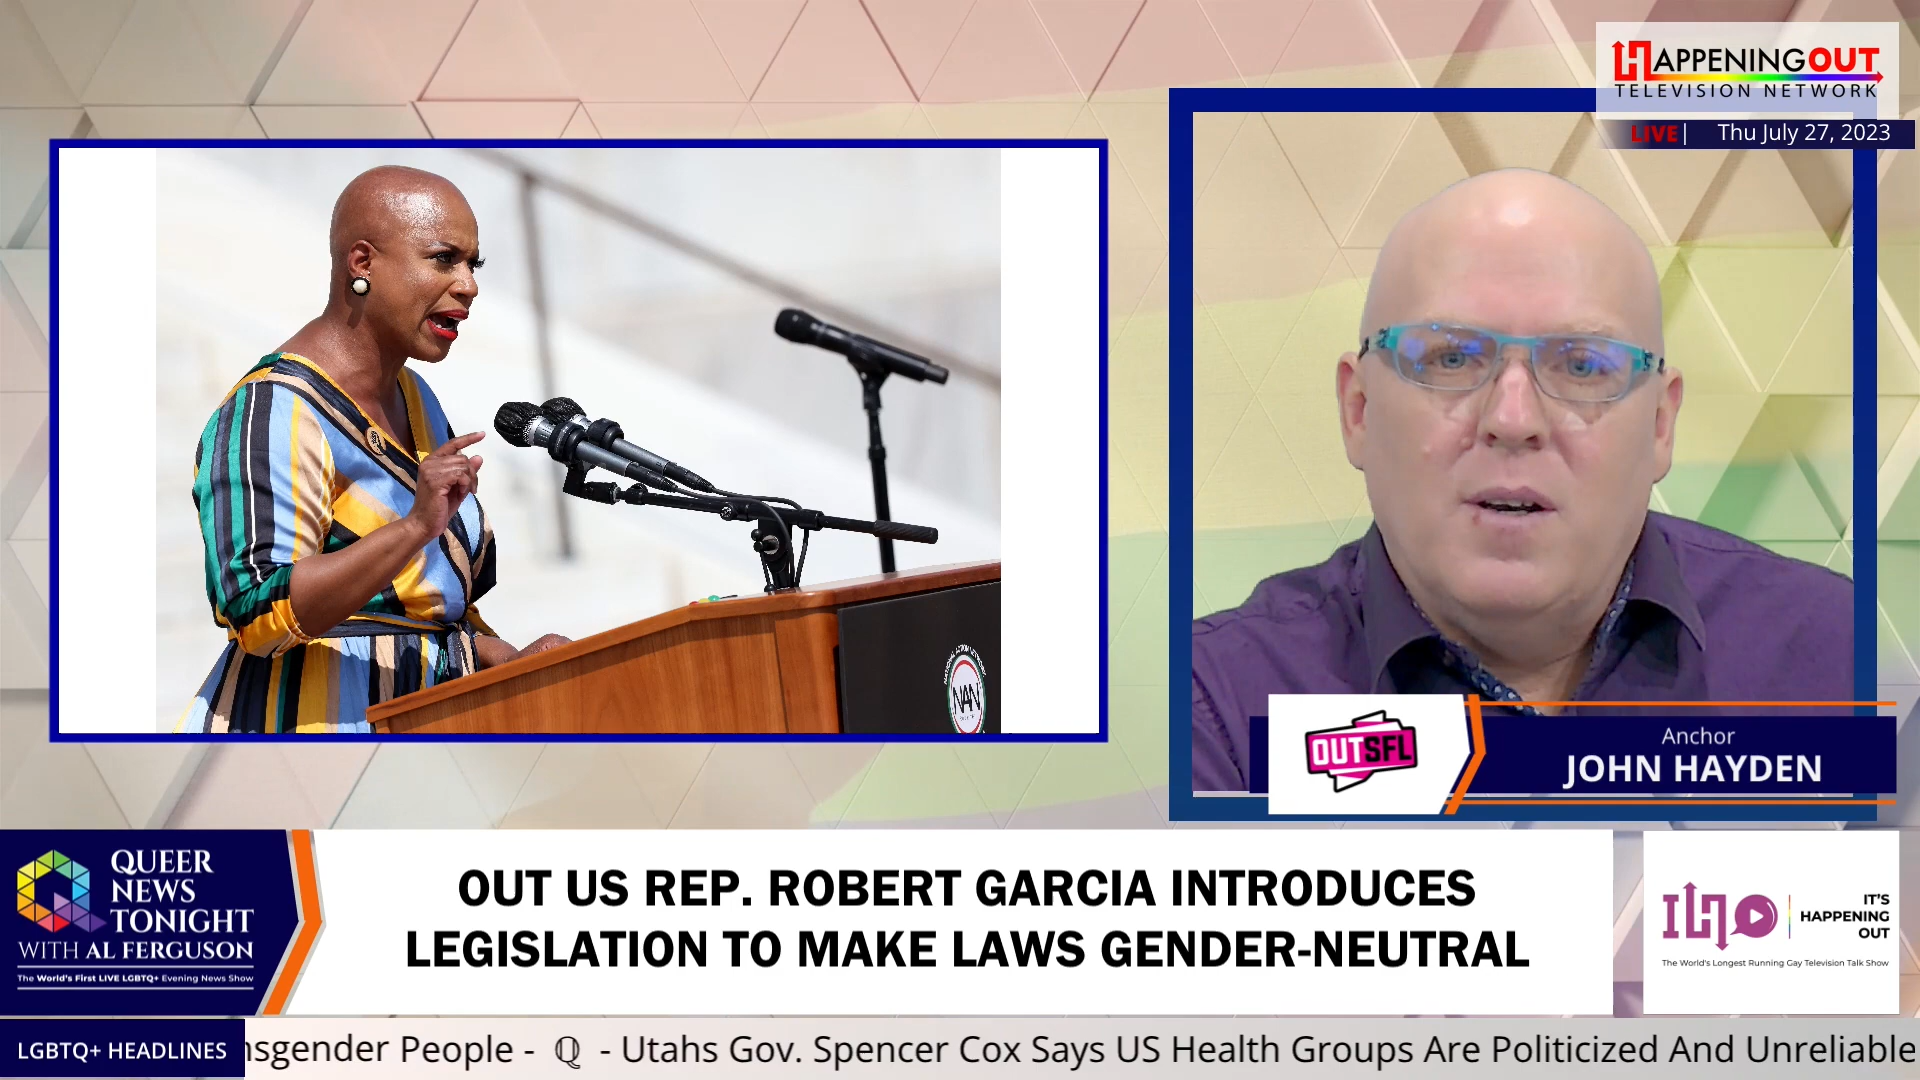 HAPPENINGOUT
TELEVISION NETWORK
LIVE | Thu July 27, 2023
NAN
OUTSFL
Anchor
JOHN HAYDEN
QUEER
NEWS
TONIGHT
WITH AL FERGUSON
The World's First LIVE LGBTQ+ Evening News Show
OUT US REP. ROBERT GARCIA INTRODUCES
LEGISLATION TO MAKE LAWS GENDER-NEUTRAL
IHO
IT'S
HAPPENING
OUT
The World's Longest Running Gay Television Talk Show
LGBTQ+ HEADLINES
nsgender People - ℚ - Utahs Gov. Spencer Cox Says US Health Groups Are Politicized And Unreliable